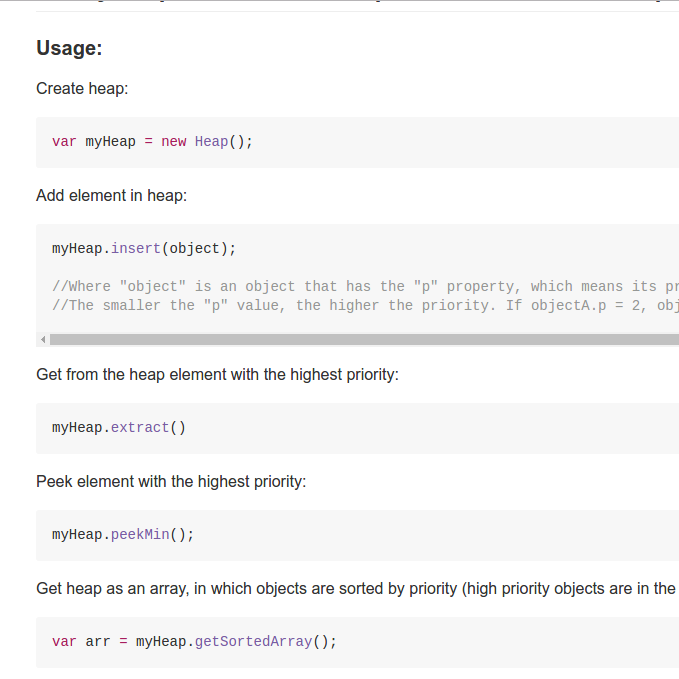 Usage:
Create heap:
var myHeap = new Heap();
Add element in heap:
myHeap.insert(object);
//Where "object" is an object that has the "p" property, which means its
//The smaller the "p" value, the higher the priority. If objectA.p = 2,
Get from the heap element with the highest priority:
myHeap.extract()
Peek element with the highest priority:
myHeap.peekMin();
Get heap as an array, in which objects are sorted by priority (high priority objects are in the
var arr = myHeap.getSortedArray();